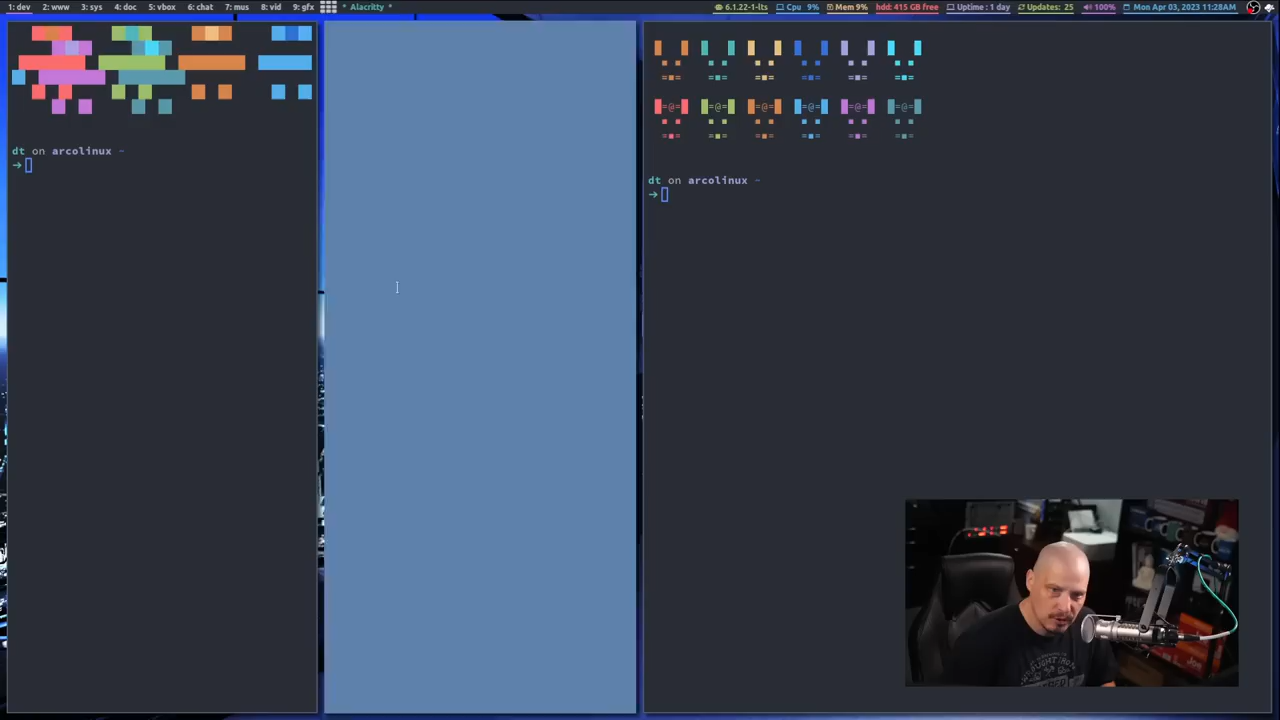 1: dev 2: www 3: sys 4: doc 5: vbox 6: chat 7: mus 8: vid 9: gfx * Alacritty * 6.1.22-1-lts Cpu 9% Mem 9% hdd: 415 GB free Uptime : 1 day Updates: 25 100% Mon Apr 03, 2023 11:28AM
dt on arcolinux ~
→
=@= =@= =@= =@= =@= =@=
dt on arcolinux ~
→